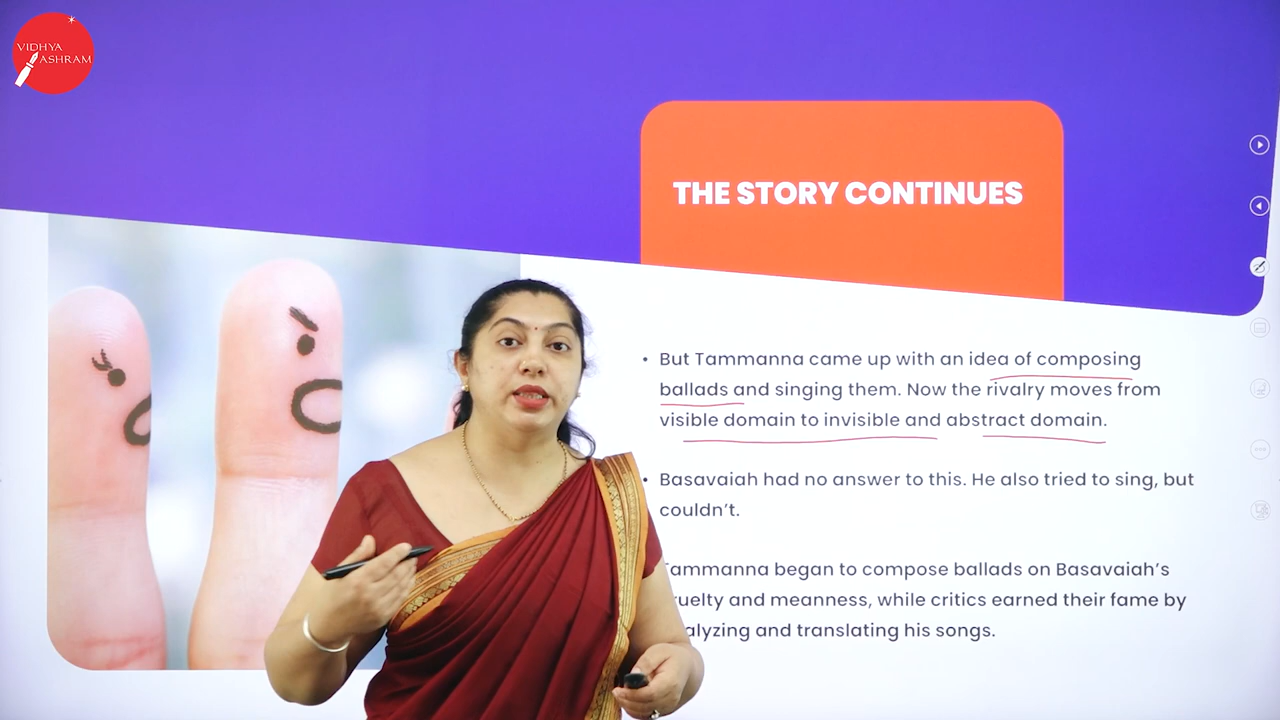 VIDHYA
ASHRAM
THE STORY CONTINUES
• But Tammanna came up with an idea of composing
ballads and singing them. Now the rivalry moves from
visible domain to invisible and abstract domain.
• Basavaiah had no answer to this. He also tried to sing, but
couldn't.
Tammanna began to compose ballads on Basavaiah's
ruelty and meanness, while critics earned their fame by
alyzing and translating his songs.